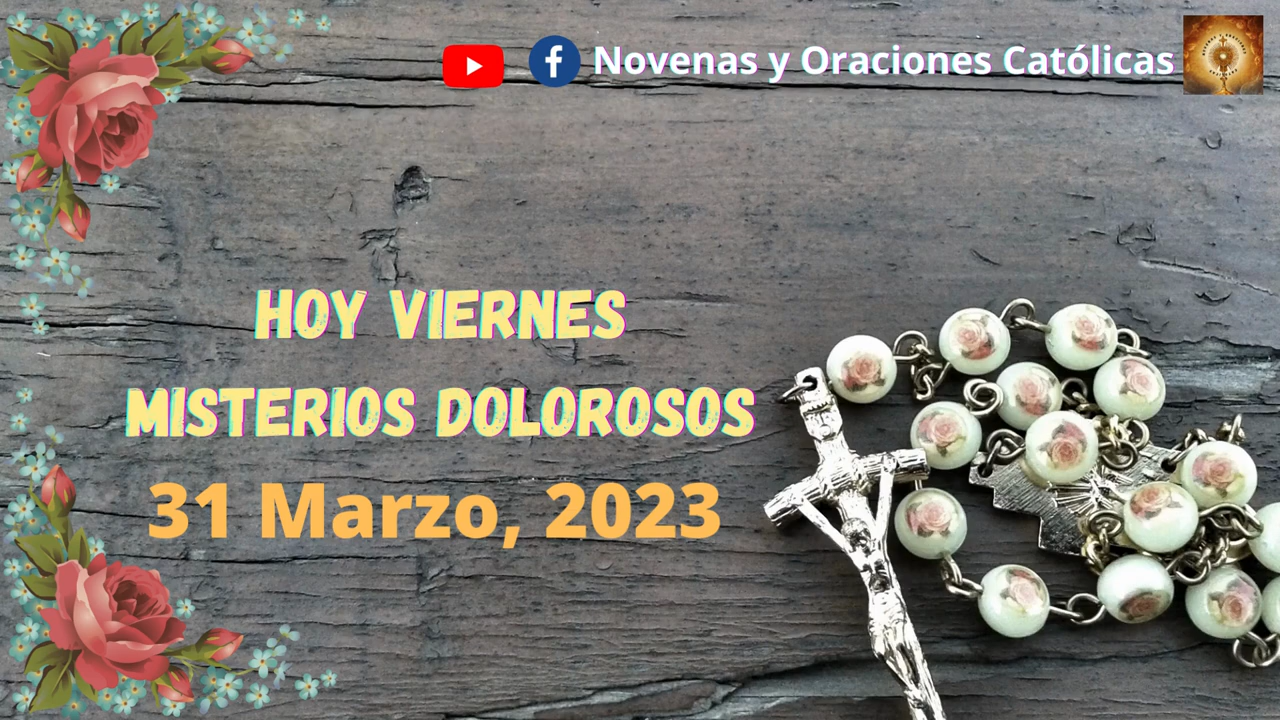 Novenas y Oraciones Católicas
HOY VIERNES
MISTERIOS DOLOROSOS
31 Marzo, 2023